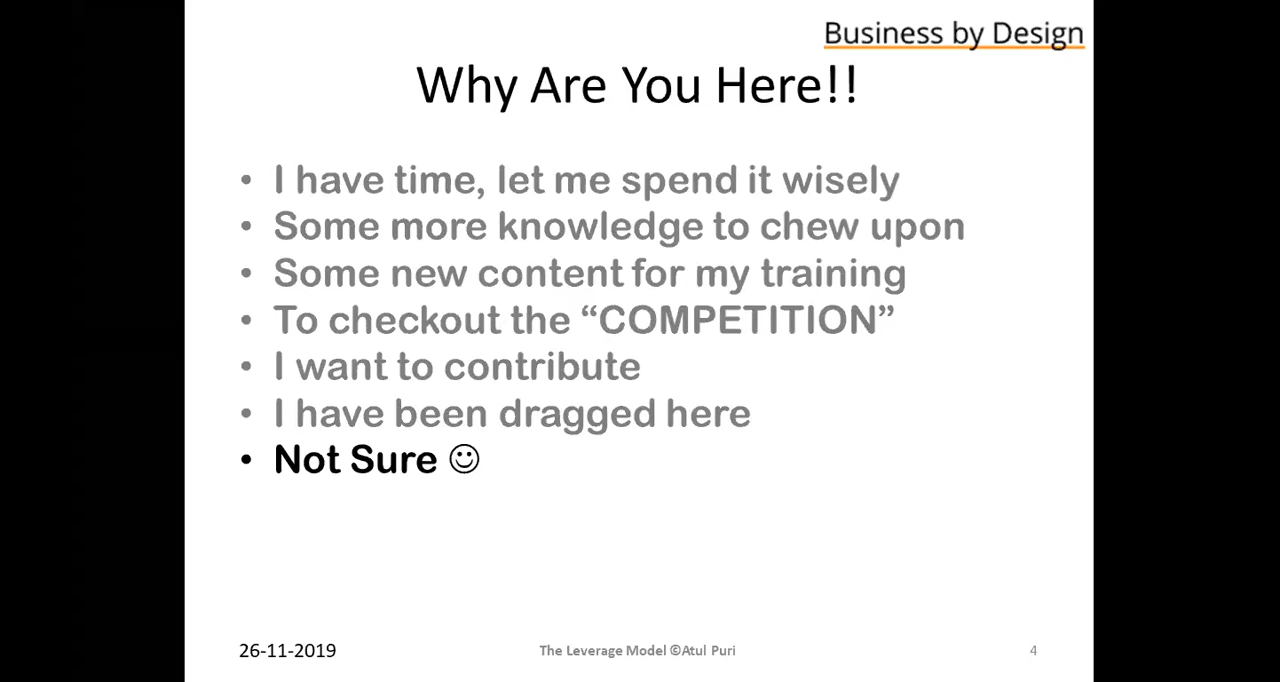 Business by Design
Why Are You Here!!
• I have time, let me spend it wisely
• Some more knowledge to chew upon
• Some new content for my training
• To checkout the “COMPETITION”
• I want to contribute
• I have been dragged here
• Not Sure ☺
26-11-2019
The Leverage Model ©Atul Puri
4